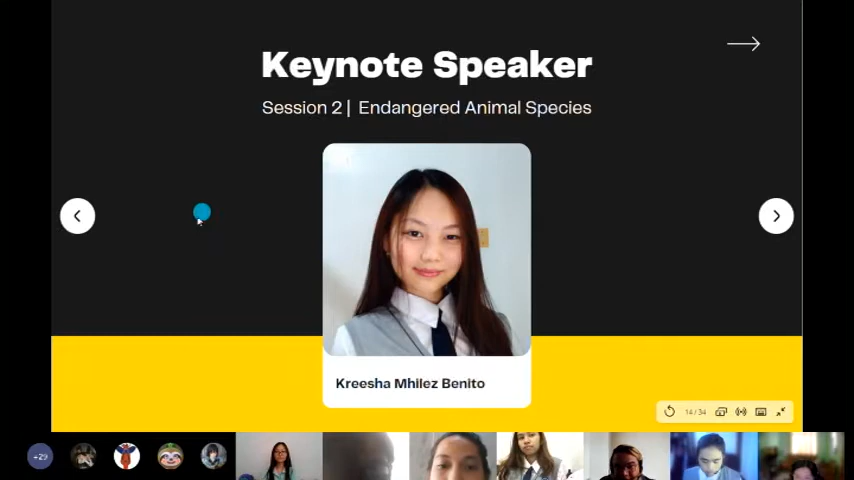 Keynote Speaker
Session 2 | Endangered Animal Species
Kreesha Mhilez Benito
14/34
+29